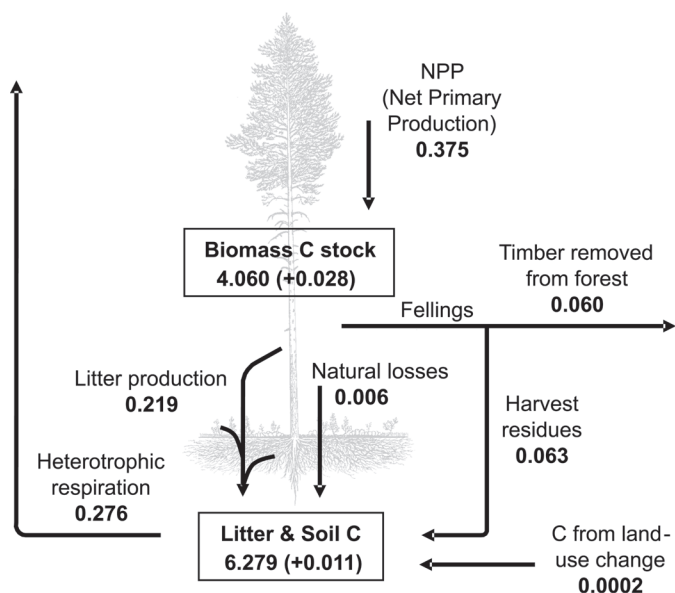 NPP
(Net Primary
Production)
0.375
Biomass C stock
4.060 (+0.028)
Timber removed
from forest
0.060
Fellings
Litter production
0.219
Natural losses
0.006
Harvest
residues
0.063
Heterotrophic
respiration
0.276
Litter & Soil C
6.279 (+0.011)
C from land-
use change
0.0002